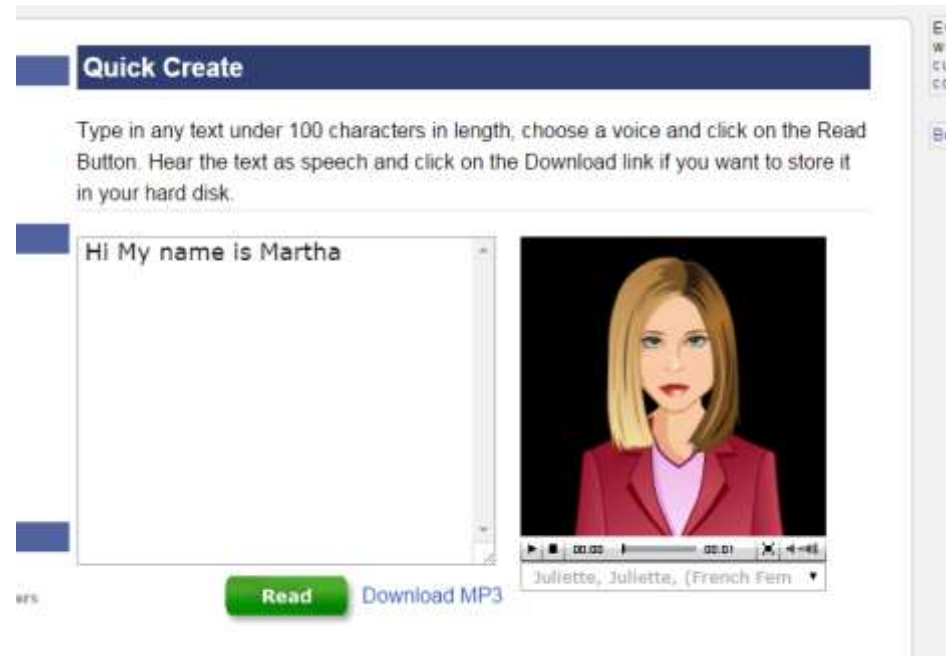 Quick Create
Type in any text under 100 characters in length, choose a voice and click on the Read
Button. Hear the text as speech and click on the Download link if you want to store it
in your hard disk.
Hi My name is Martha
00:00 00:01
Juliette, Juliette, (French Fem
Read Download MP3